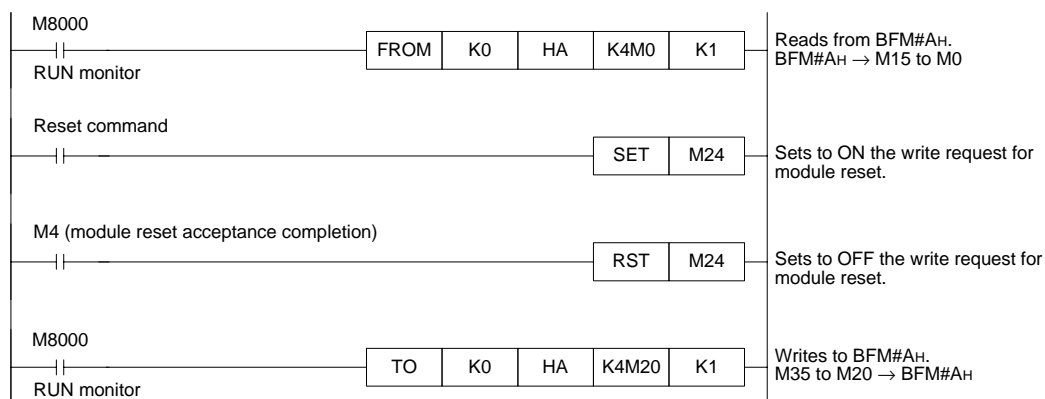 M8000
RUN monitor
FROM K0 HA K4M0 K1
Reads from BFM#AH.
BFM#AH → M15 to M0
Reset command
SET M24
Sets to ON the write request for
module reset.
M4 (module reset acceptance completion)
RST M24
Sets to OFF the write request for
module reset.
M8000
RUN monitor
TO K0 HA K4M20 K1
Writes to BFM#AH.
M35 to M20 → BFM#AH